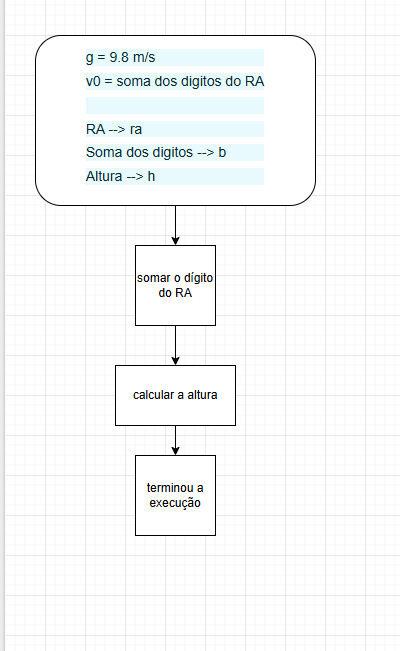 g = 9.8 m/s
v0 = soma dos digitos do RA
RA --> ra
Soma dos digitos --> b
Altura --> h
somar o dígito
do RA
calcular a altura
terminou a
execução